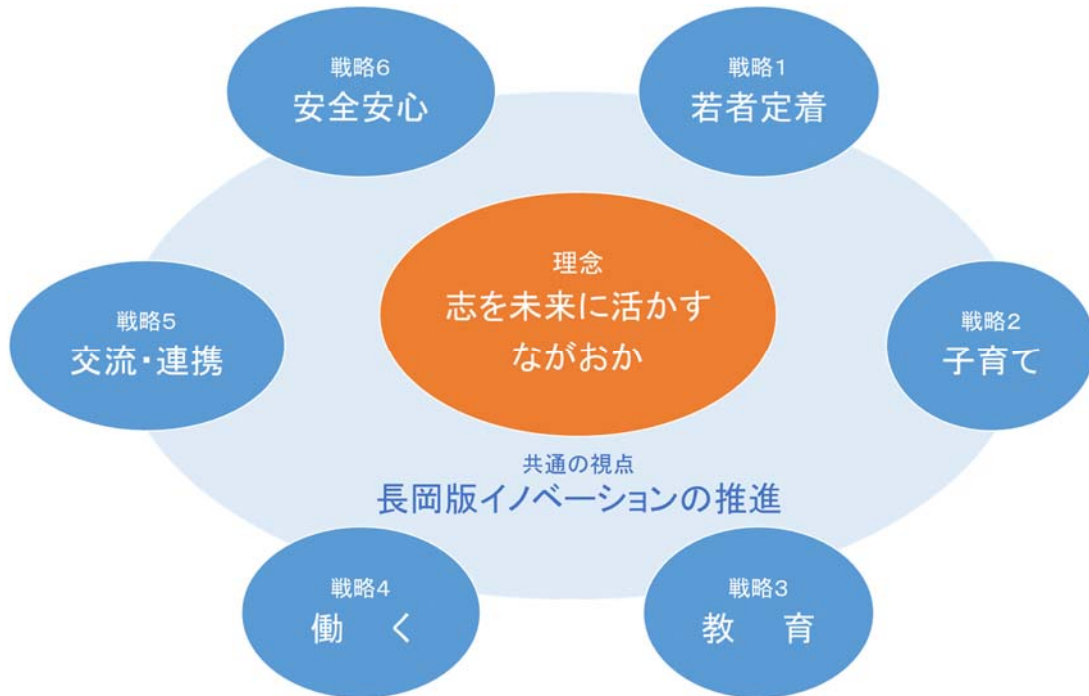 戦略6
安全安心
戦略1
若者定着
理念
志を未来に活かす
ながおか
戦略5
交流・連携
戦略2
子育て
共通の視点
長岡版イノベーションの推進
戦略4
働　く
戦略3
教　育